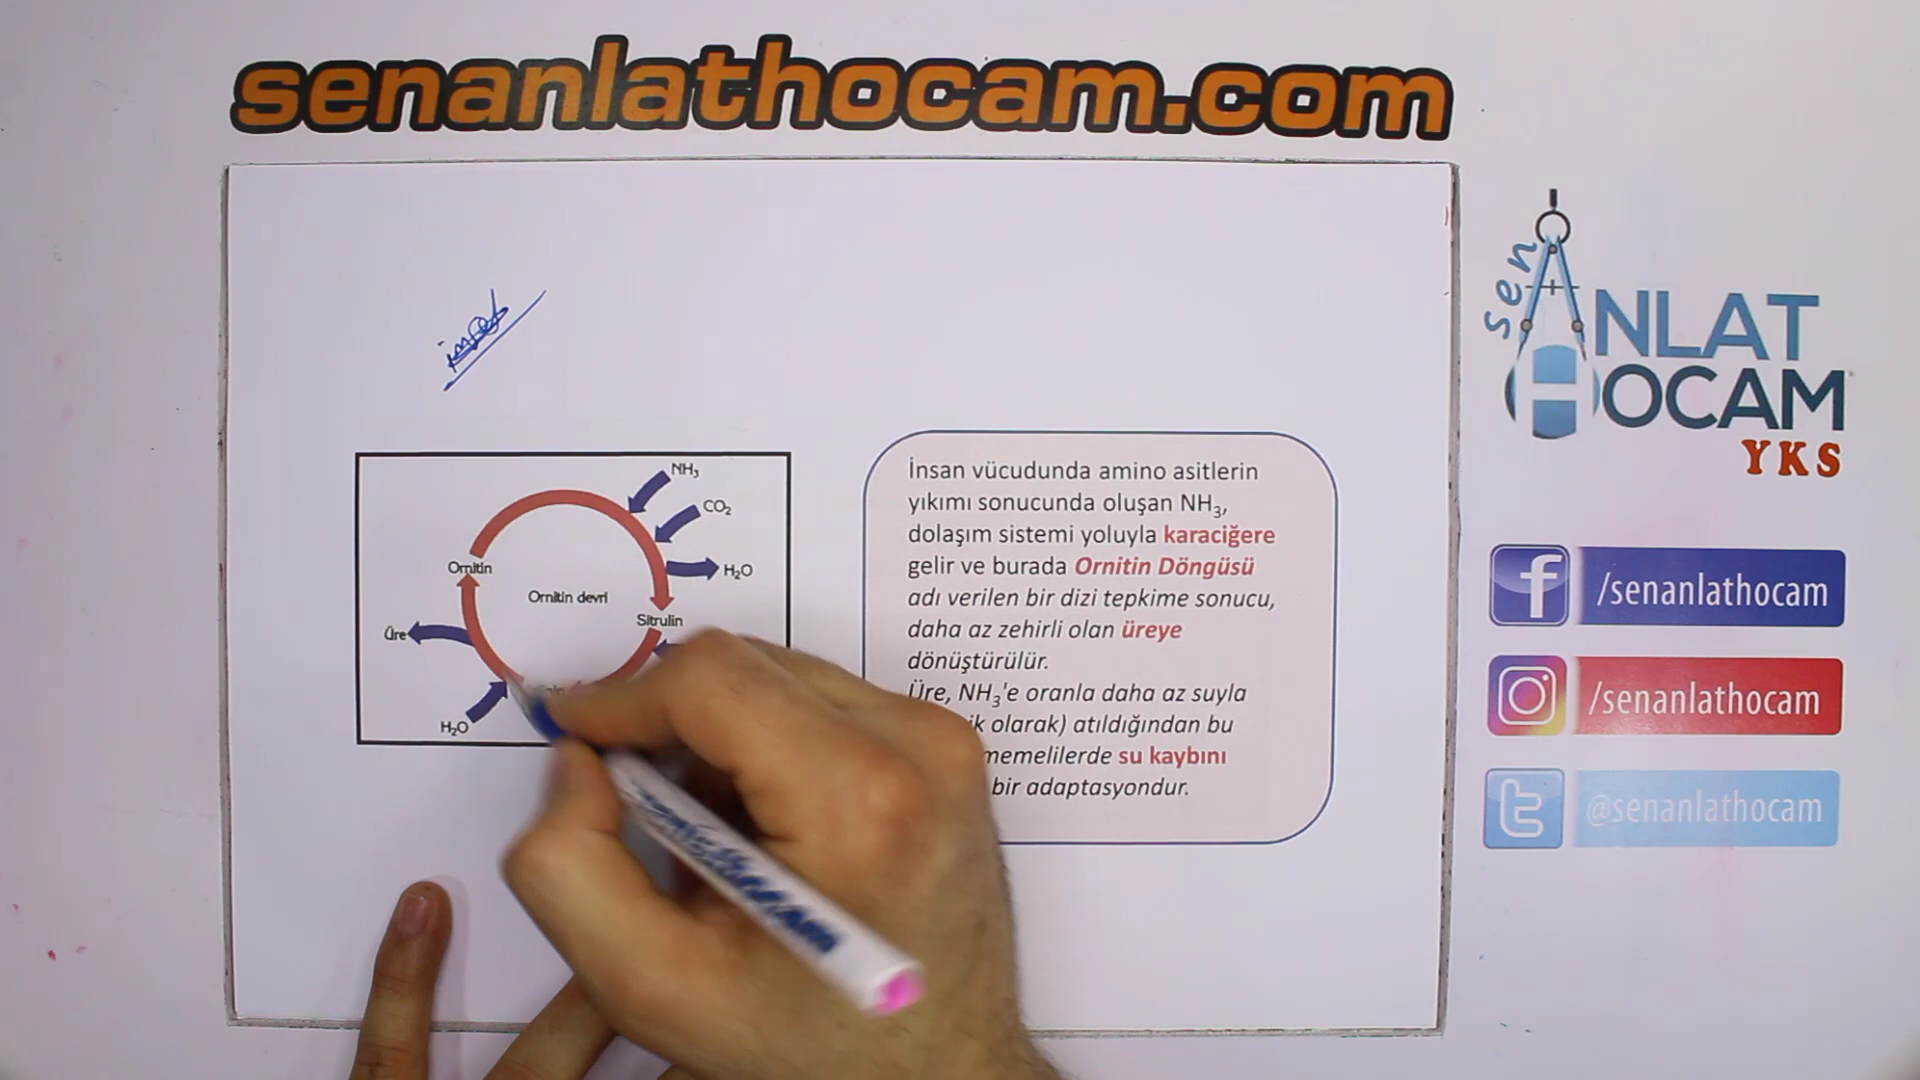 senanlathocam.com
sen
ANLAT
HOCAM
YKS
NH₃
CO₂
H₂O
Ornitin
Ornitin devri
Sitrulin
Üre
H₂O
İnsan vücudunda amino asitlerin
yıkımı sonucunda oluşan NH₃,
dolaşım sistemi yoluyla karaciğere
gelir ve burada Ornitin Döngüsü
adı verilen bir dizi tepkime sonucu,
daha az zehirli olan üreye
dönüştürülür.
Üre, NH₃'e oranla daha az suyla
olarak) atıldığından bu
memelilerde su kaybını
bir adaptasyondur.
/senanlathocam
/senanlathocam
@senanlathocam